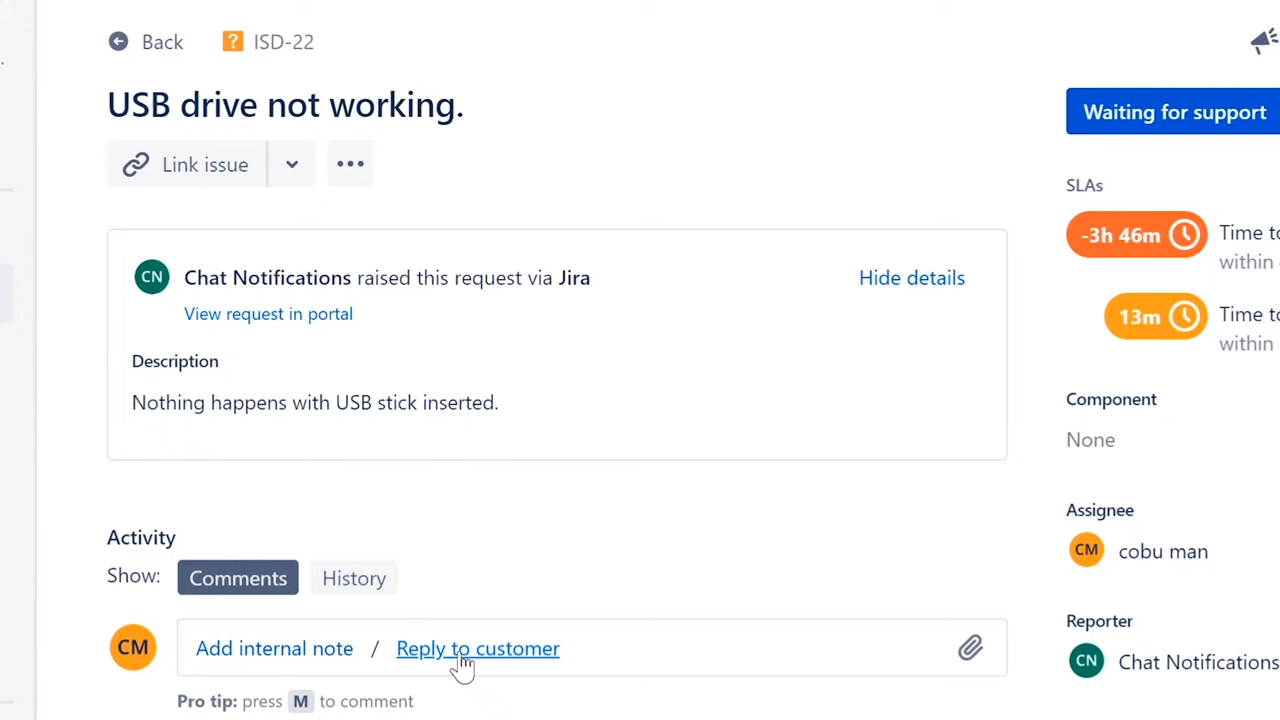 Back ISD-22
USB drive not working.
Link issue
Waiting for support
SLAs
-3h 46m Time to
within
13m Time to
within
Chat Notifications raised this request via Jira Hide details
View request in portal
Description
Nothing happens with USB stick inserted.
Component
None
Assignee
CM cobu man
Reporter
CN Chat Notifications
CN
Activity
Show: Comments History
CM Add internal note / Reply to customer
Pro tip: press M to comment